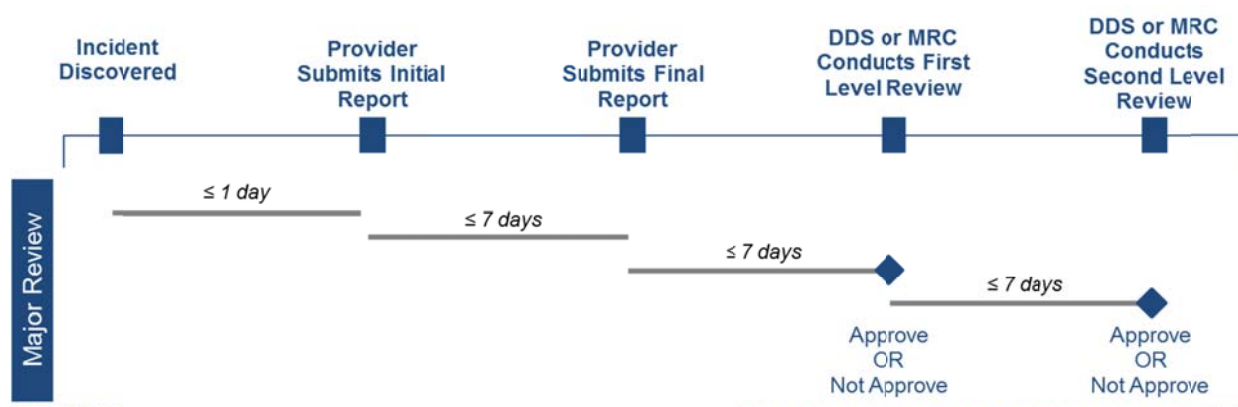 Incident
Discovered
Provider
Submits Initial
Report
Provider
Submits Final
Report
DDS or MRC
Conducts First
Level Review
DDS or MRC
Conducts
Second Level
Review
Major Review
≤ 1 day
≤ 7 days
≤ 7 days
≤ 7 days
Approve
OR
Not Approve
Approve
OR
Not Approve